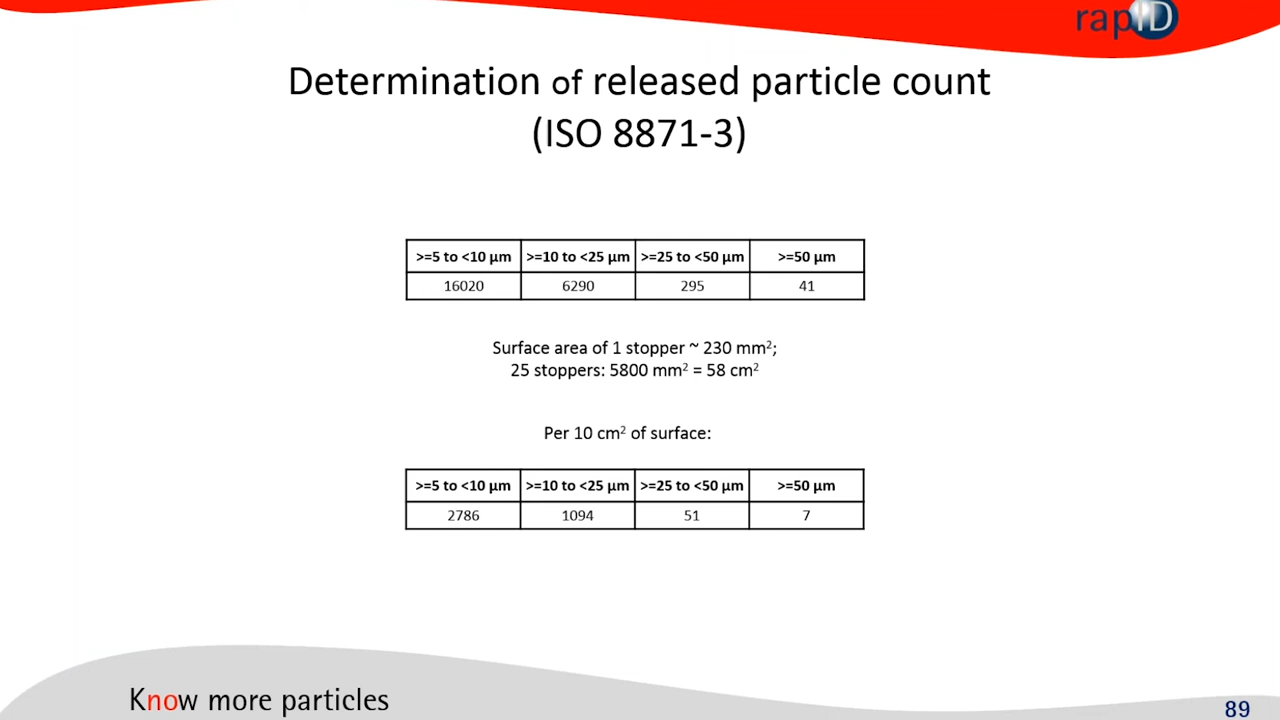 rapID
Determination of released particle count
(ISO 8871-3)
>=5 to <10 µm >=10 to <25 µm >=25 to <50 µm >=50 µm
16020 6290 295 41
Surface area of 1 stopper ~ 230 mm²;
25 stoppers: 5800 mm² = 58 cm²
Per 10 cm² of surface:
>=5 to <10 µm >=10 to <25 µm >=25 to <50 µm >=50 µm
2786 1094 51 7
Know more particles
89